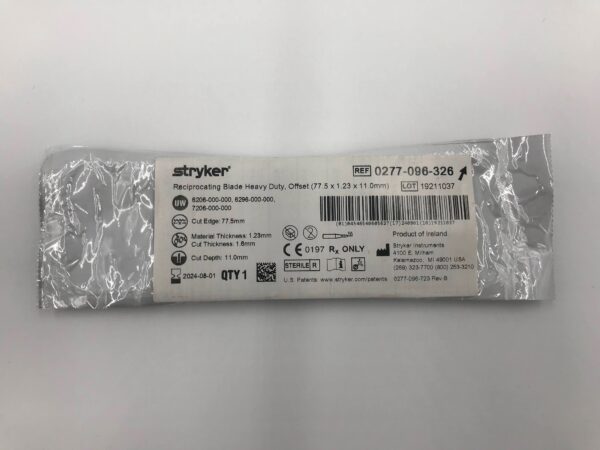 stryker®
REF 0277-096-326
Reciprocating Blade Heavy Duty, Offset (77.5 x 1.23 x 11.0mm)
LOT 19211037
UW 6206-000-000, 6296-000-000,
7206-000-000
Cut Edge: 77.5mm
Material Thickness: 1.23mm
Cut Thickness: 1.6mm
Cut Depth: 11.0mm
2024-08-01 QTY 1
CE 0197 Rx ONLY
STERILE R
U.S. Patents www.stryker.com/patents
Product of Ireland
Stryker Instruments
4100 E. Milham
Kalamazoo, MI 49001 USA
(269) 323-7700 (800) 253-3210
0277-096-729 Rev-B